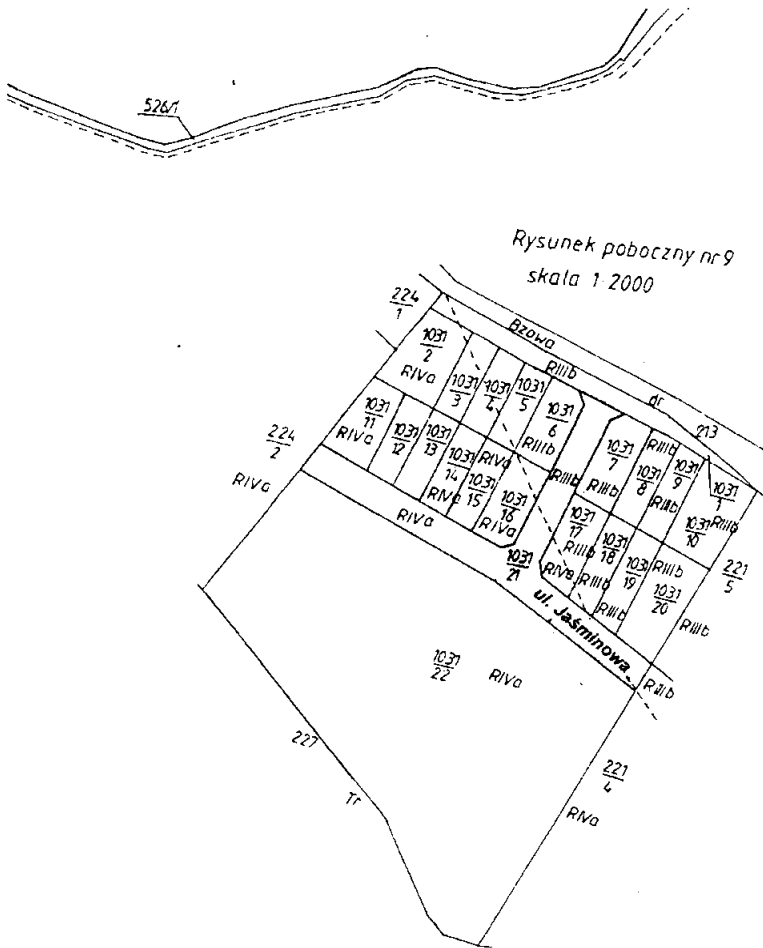 526/1
Rysunek poboczny nr 9
skala 1:2000
224
1
Bzowa
RIIIb
dr
213
1031
2
RIVa
1031
3
1031
4
1031
5
1031
6
RIIIb
RIIIb
1031
7
RIIIb
RIIIb
1031
8
1031
9
RIIIb
1031
1
RIIIb
1031
10
224
2
RIVa
1031
11
RIVa
1031
12
1031
13
1031
14
RIVa
RIVa
1031
15
1031
16
RIVa
RIVa
1031
17
RIIIb
RIVa
1031
18
RIIIb
1031
19
RIIIb
RIIIb
1031
20
RIIIb
221
5
1031
21
ul. Jaśminowa
RIIIb
1031
22
RIVa
227
Tr
221
4
RIVa